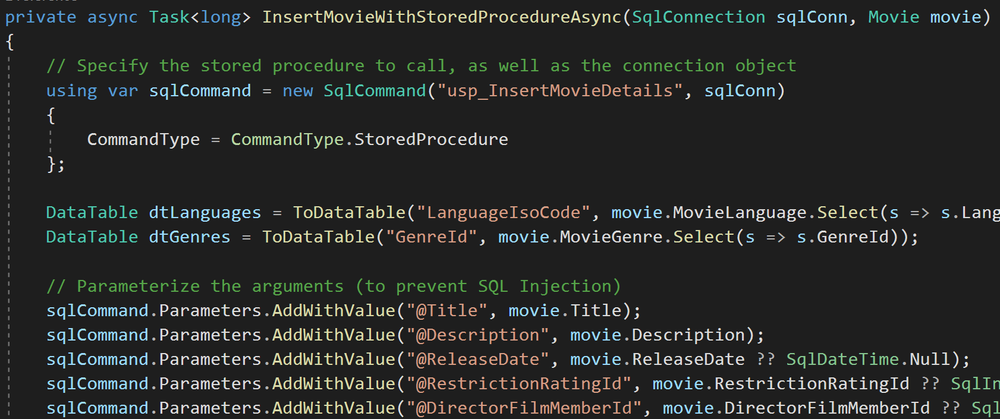 private async Task<long> InsertMovieWithStoredProcedureAsync(SqlConnection sqlConn, Movie movie)
{
// Specify the stored procedure to call, as well as the connection object
using var sqlCommand = new SqlCommand("usp_InsertMovieDetails", sqlConn)
{
CommandType = CommandType.StoredProcedure
};
DataTable dtLanguages = ToDataTable("LanguageIsoCode", movie.MovieLanguage.Select(s => s.Lang
DataTable dtGenres = ToDataTable("GenreId", movie.MovieGenre.Select(s => s.GenreId));
// Parameterize the arguments (to prevent SQL Injection)
sqlCommand.Parameters.AddWithValue("@Title", movie.Title);
sqlCommand.Parameters.AddWithValue("@Description", movie.Description);
sqlCommand.Parameters.AddWithValue("@ReleaseDate", movie.ReleaseDate ?? SqlDateTime.Null);
sqlCommand.Parameters.AddWithValue("@RestrictionRatingId", movie.RestrictionRatingId ?? SqlIn
sqlCommand.Parameters.AddWithValue("@DirectorFilmMemberId", movie.DirectorFilmMemberId ?? Sql